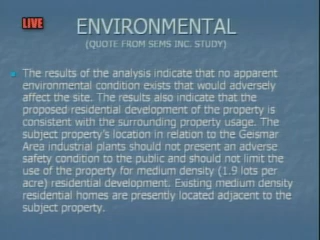 LIVE
ENVIRONMENTAL
(QUOTE FROM SEMS INC. STUDY)
The results of the analysis indicate that no apparent
environmental condition exists that would adversely
affect the site. The results also indicate that the
proposed residential development of the property is
consistent with the surrounding property usage. The
subject property's location in relation to the Geismar
Area industrial plants should not present an adverse
safety condition to the public and should not limit the
use of the property for medium density (1.9 lots per
acre) residential development. Existing medium density
residential homes are presently located adjacent to the
subject property.